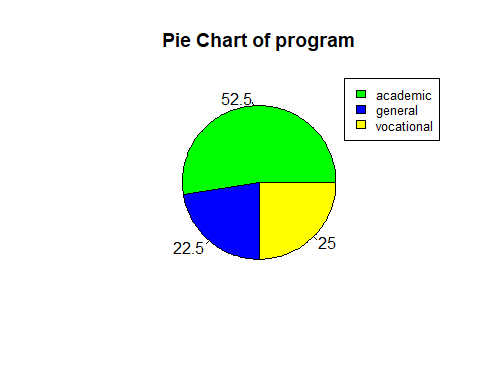 Pie Chart of program
52.5
academic
general
vocational
22.5
25